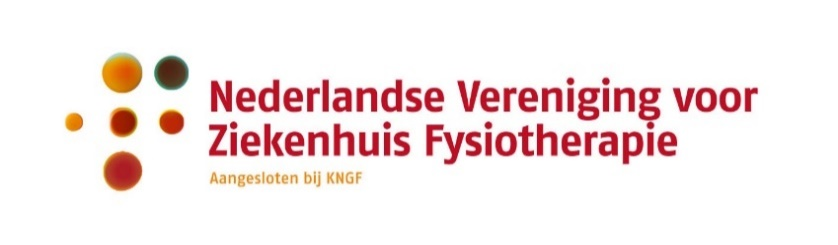 Nederlandse Vereniging voor
Ziekenhuis Fysiotherapie
Aangesloten bij KNGF